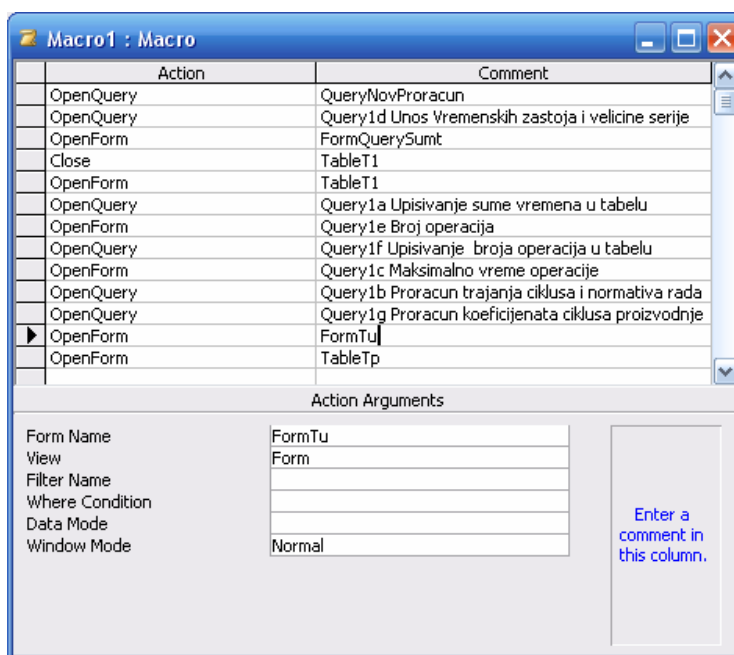 Macro1 : Macro
Action Comment
OpenQuery QueryNovProracun
OpenQuery Query1d Unos Vremenskih zastoja i velicine serije
OpenForm FormQuerySumt
Close TableT1
OpenForm TableT1
OpenQuery Query1a Upisivanje sume vremena u tabelu
OpenForm Query1e Broj operacija
OpenQuery Query1f Upisivanje  broja operacija u tabelu
OpenForm Query1c Maksimalno vreme operacije
OpenQuery Query1b Proracun trajanja ciklusa i normativa rada
OpenQuery Query1g Proracun koeficijenata ciklusa proizvodnje
OpenForm FormTu
OpenForm TableTp
Action Arguments
Form Name FormTu
View Form
Filter Name
Where Condition
Data Mode
Window Mode Normal
Enter a
comment in
this column.